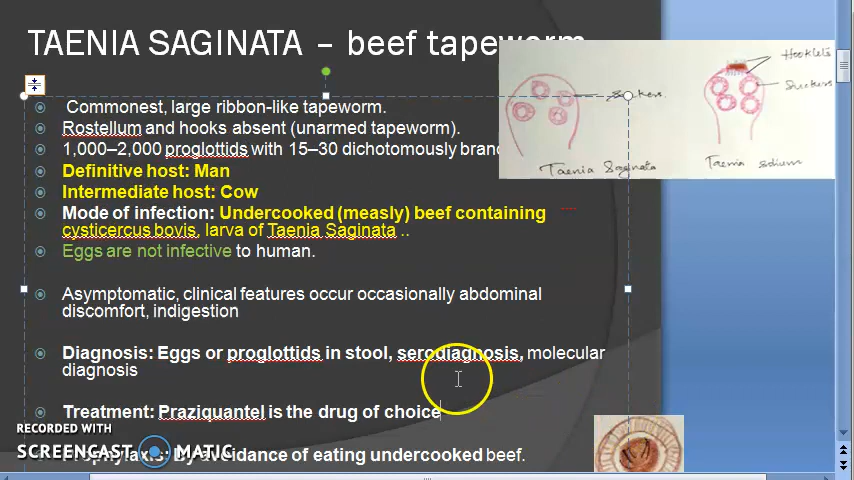 TAENIA SAGINATA – beef tapeworm
Hooklets
Suckers.
Suckers
Taenia Saginata
Taenia solium
Commonest, large ribbon-like tapeworm.
Rostellum and hooks absent (unarmed tapeworm).
1,000–2,000 proglottids with 15–30 dichotomously
Definitive host: Man
Intermediate host: Cow
Mode of infection: Undercooked (measly) beef containing
cysticercus bovis, larva of Taenia Saginata ..
Eggs are not infective to human.
Asymptomatic, clinical features occur occasionally abdominal
discomfort, indigestion
Diagnosis: Eggs or proglottids in stool, serodiagnosis, molecular
diagnosis
Treatment: Praziquantel is the drug of choice
Prophylaxis: By avoidance of eating undercooked beef.
RECORDED WITH
SCREENCAST MATIC